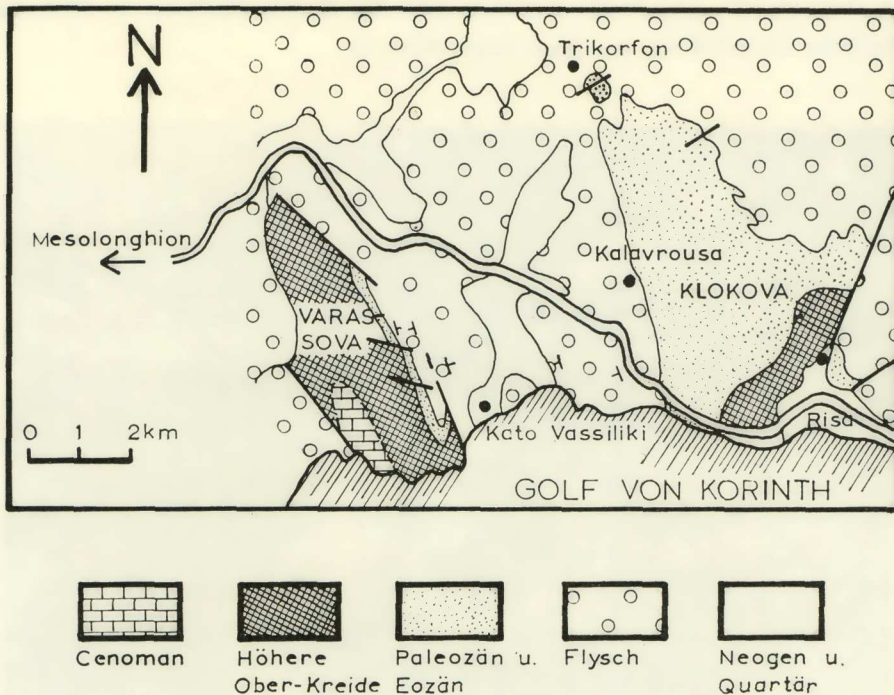 N
Trikorfon
Mesolonghion
Kalavrousa
KLOKOVA
VARAS-
SOVA
0 1 2km
Kato Vassiliki
Risa
GOLF VON KORINTH
Cenoman
Höhere
Ober-Kreide
Paleozän u.
Eozän
Flysch
Neogen u.
Quartär